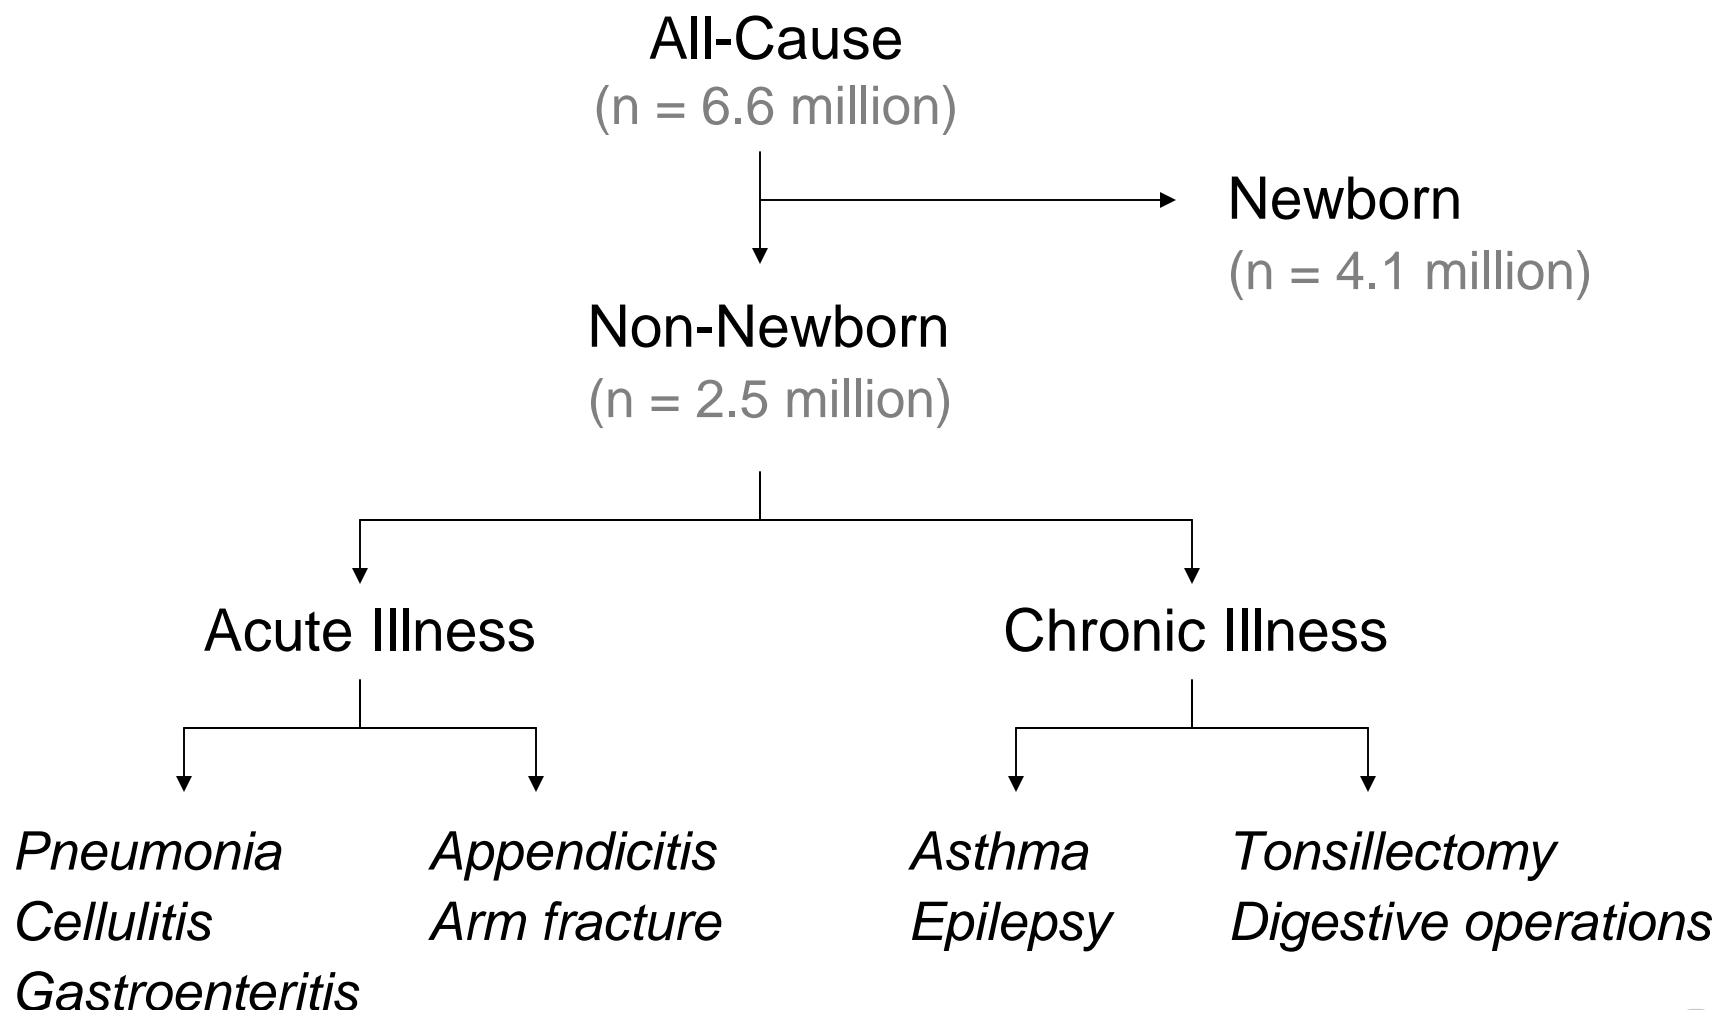 All-Cause
(n = 6.6 million)
Newborn
(n = 4.1 million)
Non-Newborn
(n = 2.5 million)
Acute Illness
Chronic Illness
Pneumonia
Cellulitis
Gastroenteritis
Appendicitis
Arm fracture
Asthma
Epilepsy
Tonsillectomy
Digestive operations